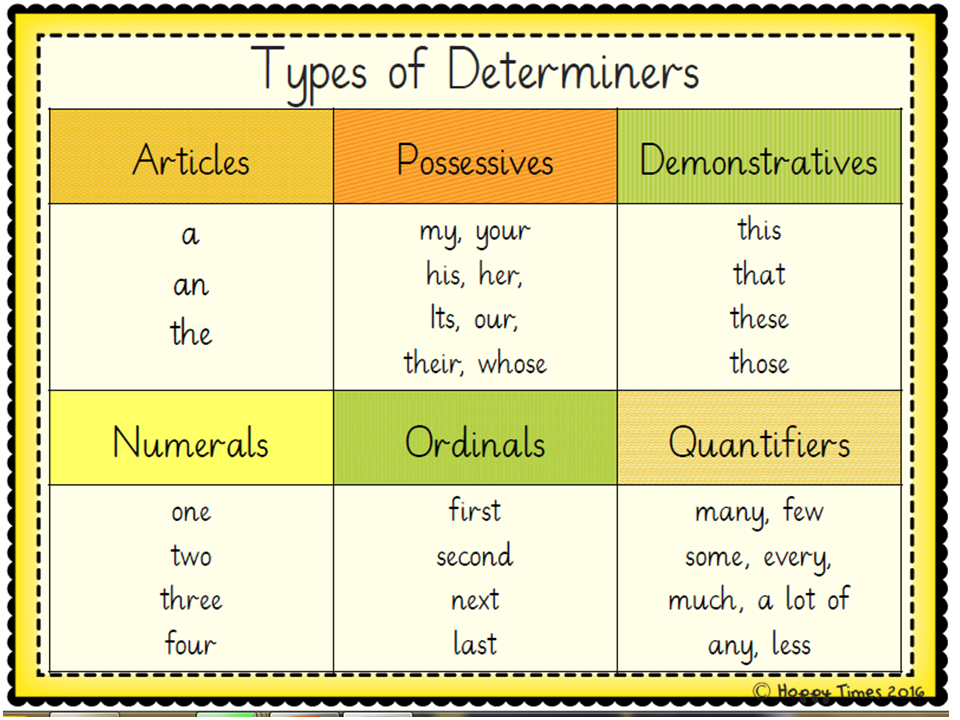 Types of Determiners
Articles
Possessives
Demonstratives
a
an
the
my, your
his, her,
Its, our,
their, whose
this
that
these
those
Numerals
Ordinals
Quantifiers
one
two
three
four
first
second
next
last
many, few
some, every,
much, a lot of
any, less
© Hoppy Times 2016